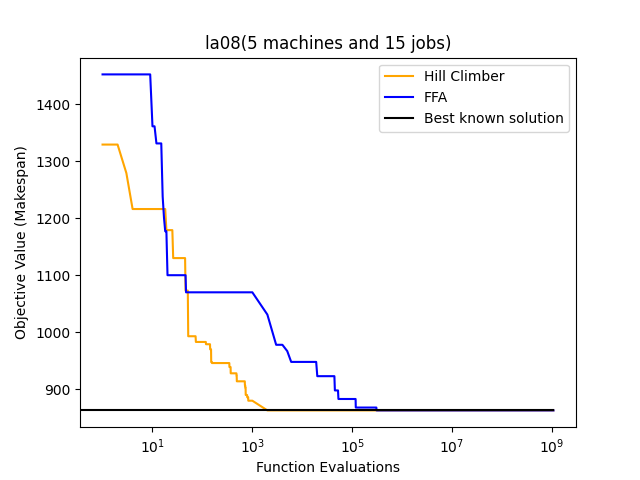 la08(5 machines and 15 jobs)
Hill Climber
FFA
Best known solution
Objective Value (Makespan)
1400
1300
1200
1100
1000
900
10¹ 10³ 10⁵ 10⁷ 10⁹
Function Evaluations